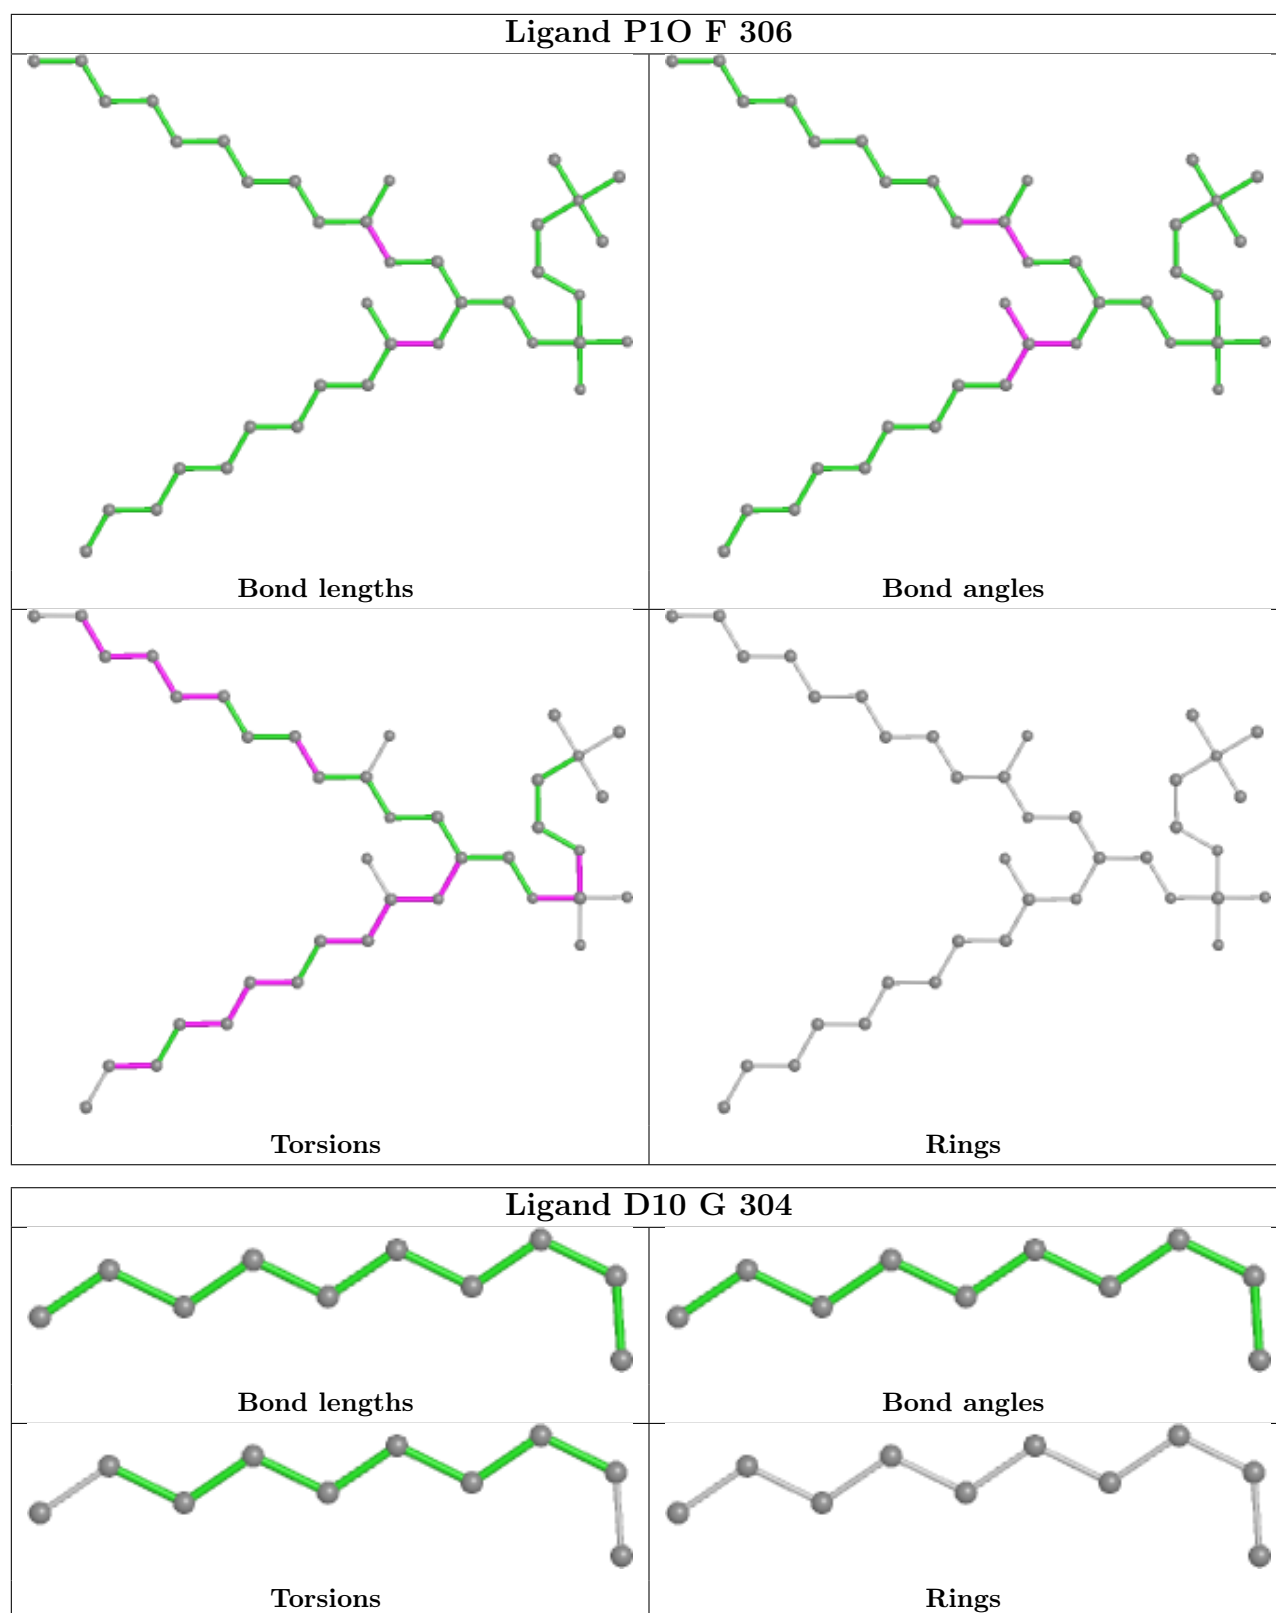 Ligand P1O F 306
Bond lengths
Bond angles
Torsions
Rings
Ligand D10 G 304
Bond lengths
Bond angles
Torsions
Rings